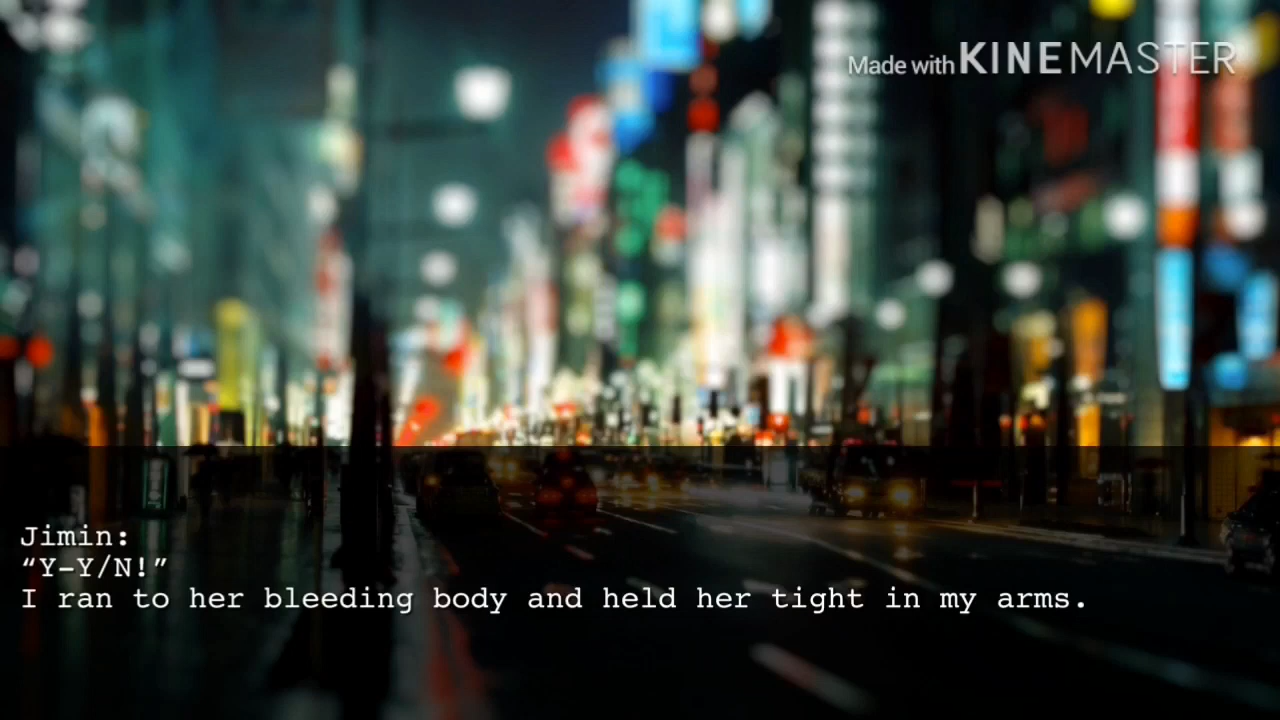 Made with KINEMASTER
Jimin:
“Y-Y/N!”
I ran to her bleeding body and held her tight in my arms.